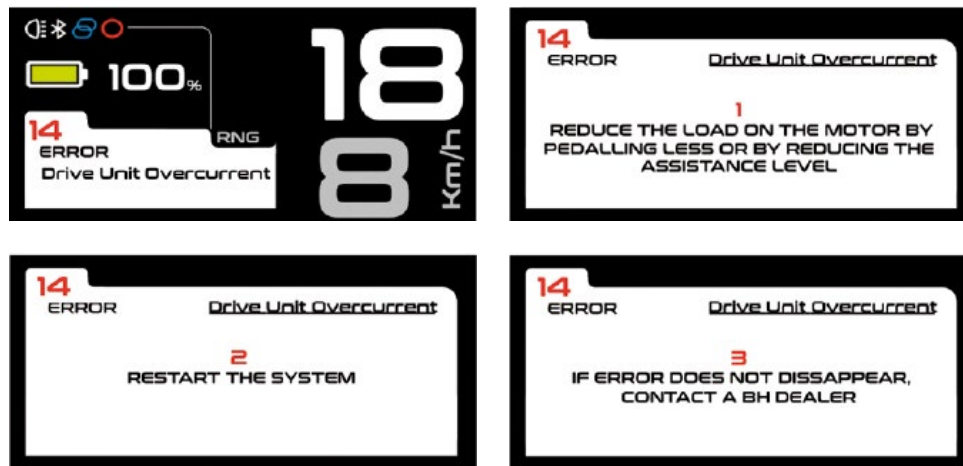 100%
18
8
Km/h
RNG
14
ERROR
Drive Unit Overcurrent
14
ERROR
Drive Unit Overcurrent
1
REDUCE THE LOAD ON THE MOTOR BY
PEDALLING LESS OR BY REDUCING THE
ASSISTANCE LEVEL
14
ERROR
Drive Unit Overcurrent
2
RESTART THE SYSTEM
14
ERROR
Drive Unit Overcurrent
3
IF ERROR DOES NOT DISSAPPEAR,
CONTACT A BH DEALER